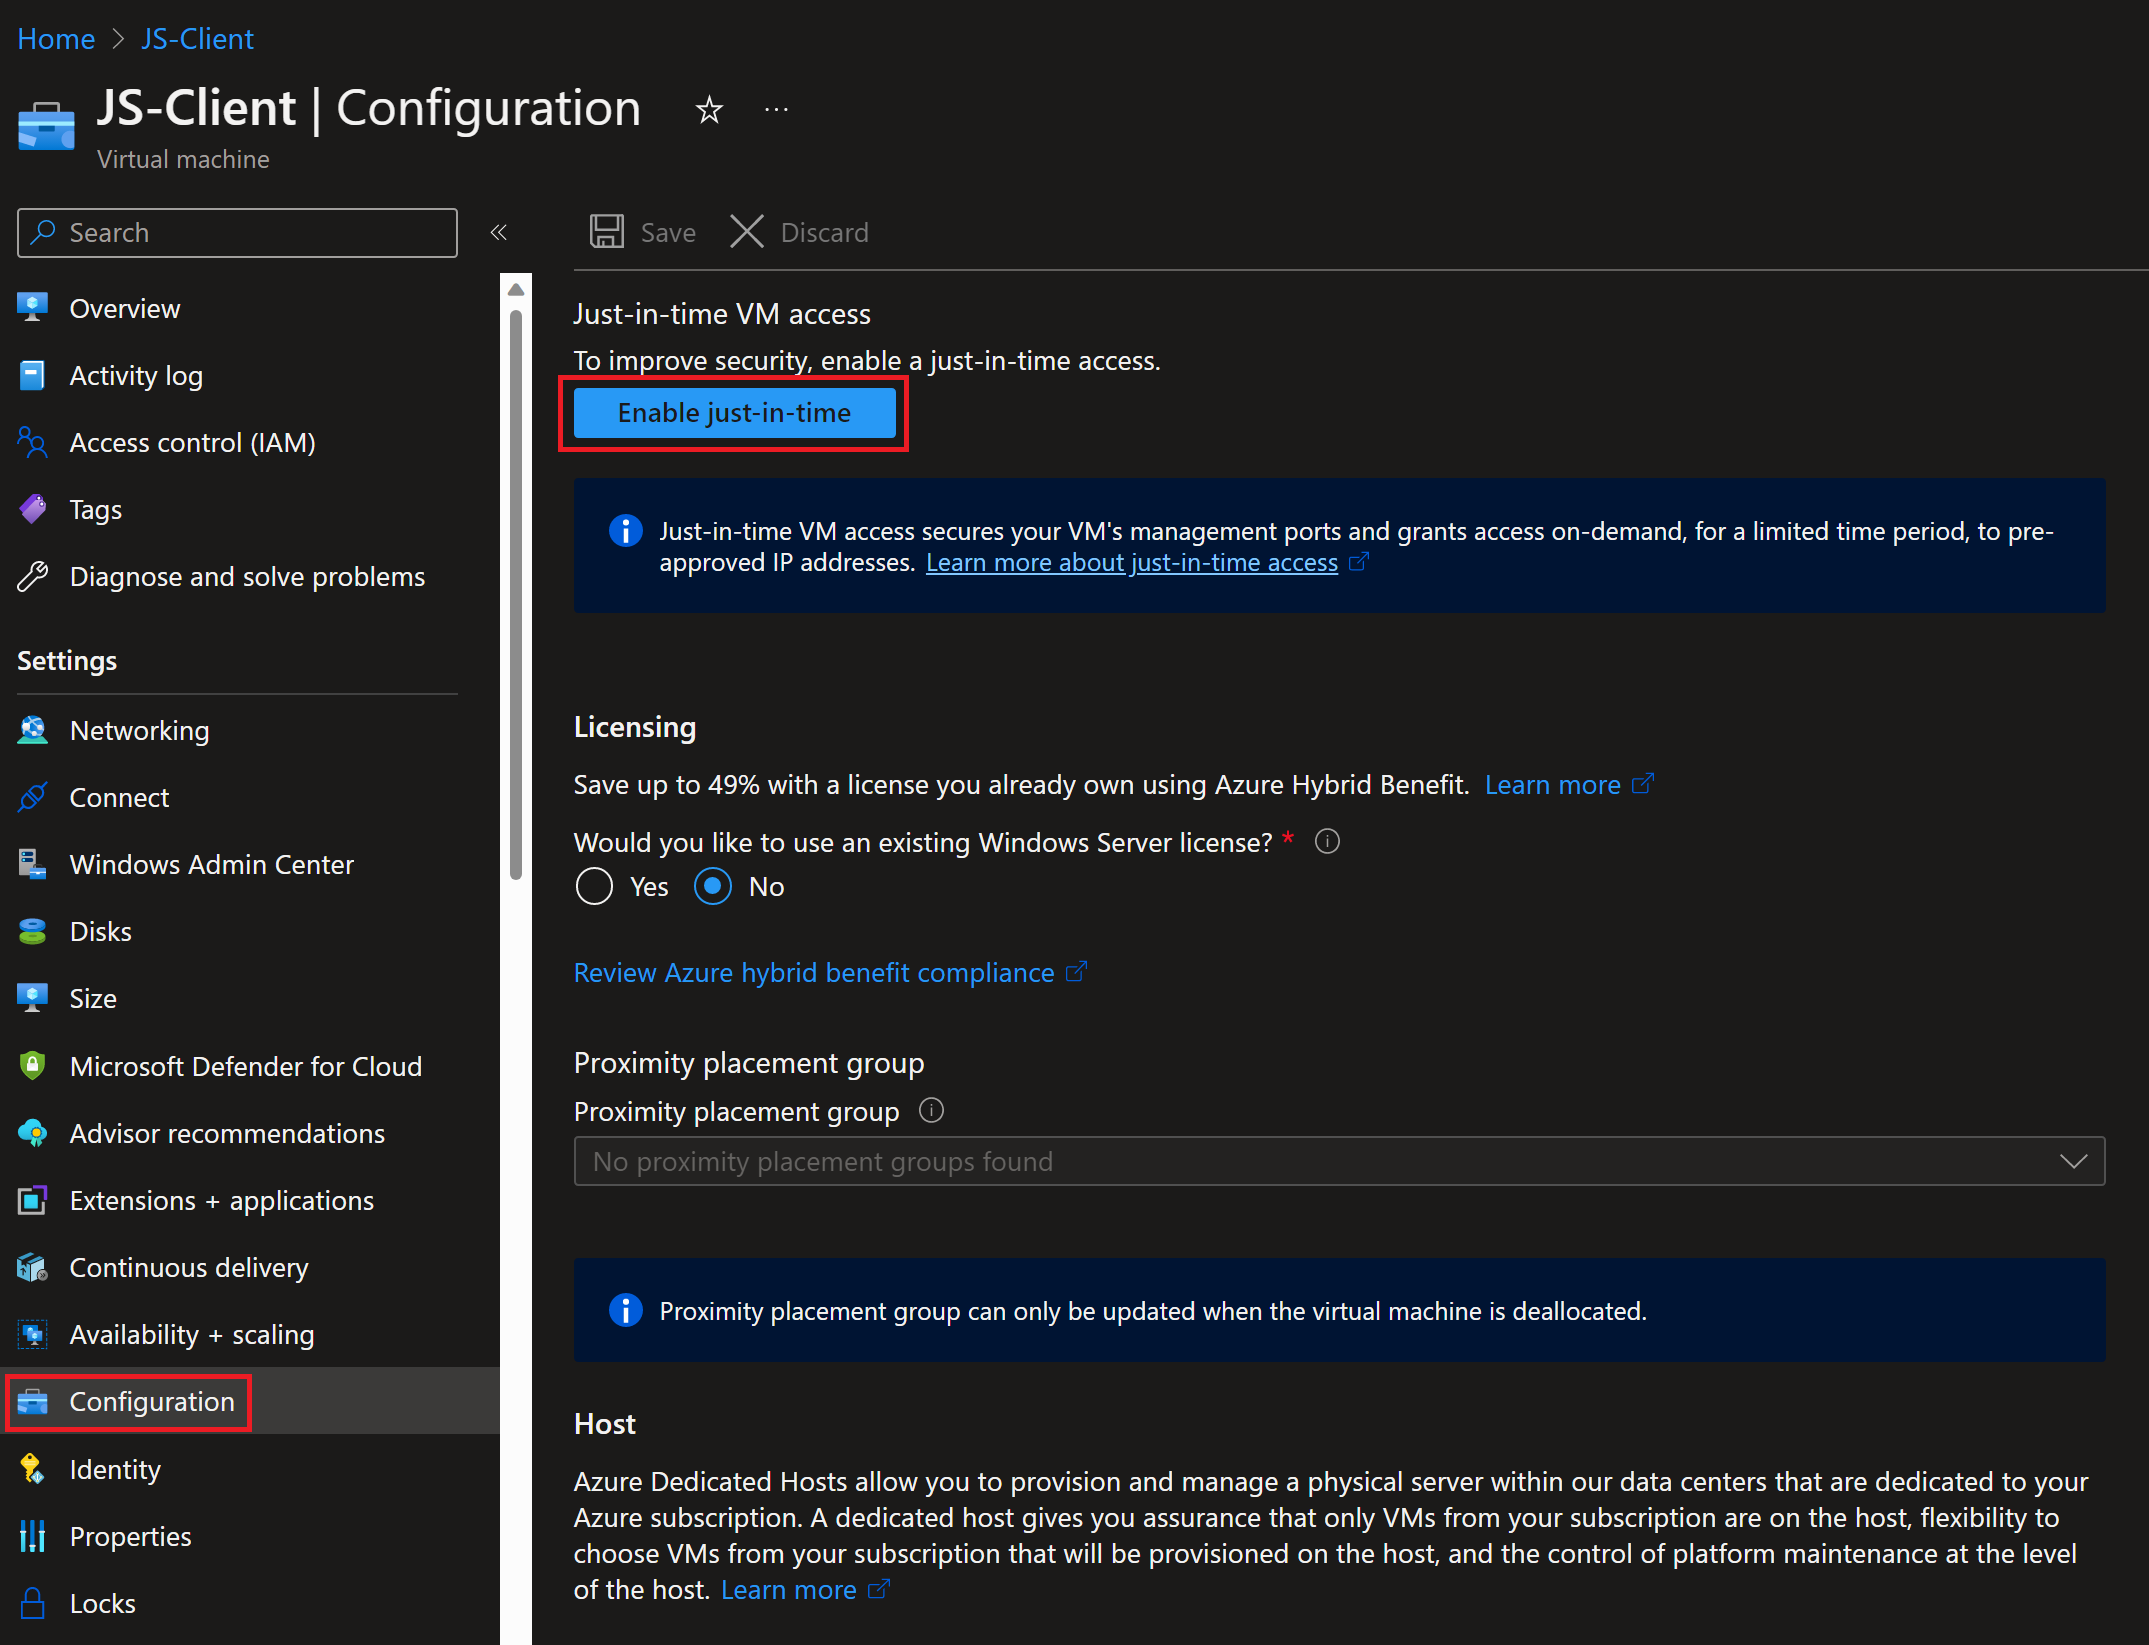 Home > JS-Client
JS-Client | Configuration
Virtual machine
Search
Overview
Activity log
Access control (IAM)
Tags
Diagnose and solve problems
Settings
Networking
Connect
Windows Admin Center
Disks
Size
Microsoft Defender for Cloud
Advisor recommendations
Extensions + applications
Continuous delivery
Availability + scaling
Configuration
Identity
Properties
Locks
Save Discard
Just-in-time VM access
To improve security, enable a just-in-time access.
Enable just-in-time
Just-in-time VM access secures your VM's management ports and grants access on-demand, for a limited time period, to pre-
approved IP addresses. Learn more about just-in-time access
Licensing
Save up to 49% with a license you already own using Azure Hybrid Benefit. Learn more
Would you like to use an existing Windows Server license? *
Yes No
Review Azure hybrid benefit compliance
Proximity placement group
Proximity placement group
No proximity placement groups found
Proximity placement group can only be updated when the virtual machine is deallocated.
Host
Azure Dedicated Hosts allow you to provision and manage a physical server within our data centers that are dedicated to your
Azure subscription. A dedicated host gives you assurance that only VMs from your subscription are on the host, flexibility to
choose VMs from your subscription that will be provisioned on the host, and the control of platform maintenance at the level
of the host. Learn more